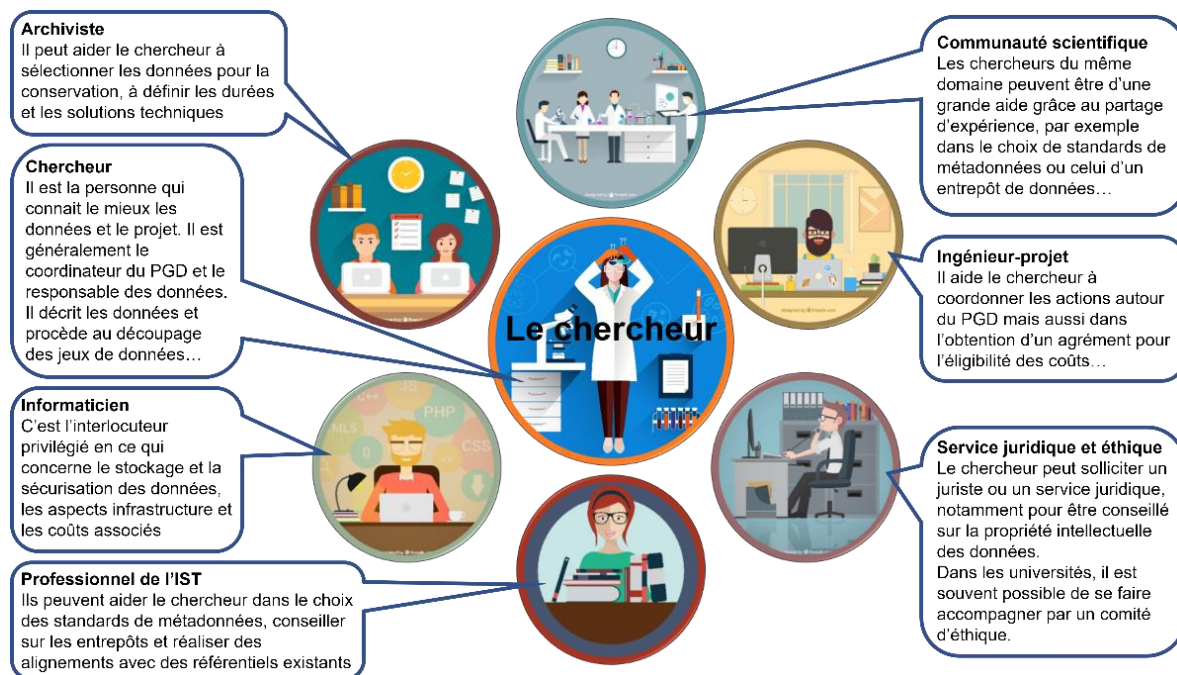 Archiviste
Il peut aider le chercheur à
sélectionner les données pour la
conservation, à définir les durées
et les solutions techniques
Communauté scientifique
Les chercheurs du même
domaine peuvent être d'une
grande aide grâce au partage
d'expérience, par exemple
dans le choix de standards de
métadonnées ou celui d'un
entrepôt de données…
Chercheur
Il est la personne qui
connait le mieux les
données et le projet. Il est
généralement le
coordinateur du PGD et le
responsable des données.
Il décrit les données et
procède au découpage
des jeux de données…
Le chercheur
Ingénieur-projet
Il aide le chercheur à
coordonner les actions autour
du PGD mais aussi dans
l'obtention d'un agrément pour
l'éligibilité des coûts…
Informaticien
C'est l'interlocuteur
privilégié en ce qui
concerne le stockage et la
sécurisation des données,
les aspects infrastructure et
les coûts associés
JS
C++
PHP
CSS
{}
Service juridique et éthique
Le chercheur peut solliciter un
juriste ou un service juridique,
notamment pour être conseillé
sur la propriété intellectuelle
des données.
Dans les universités, il est
souvent possible de se faire
accompagner par un comité
d'éthique.
Professionnel de l'IST
Ils peuvent aider le chercheur dans le choix
des standards de métadonnées, conseiller
sur les entrepôts et réaliser des
alignements avec des référentiels existants